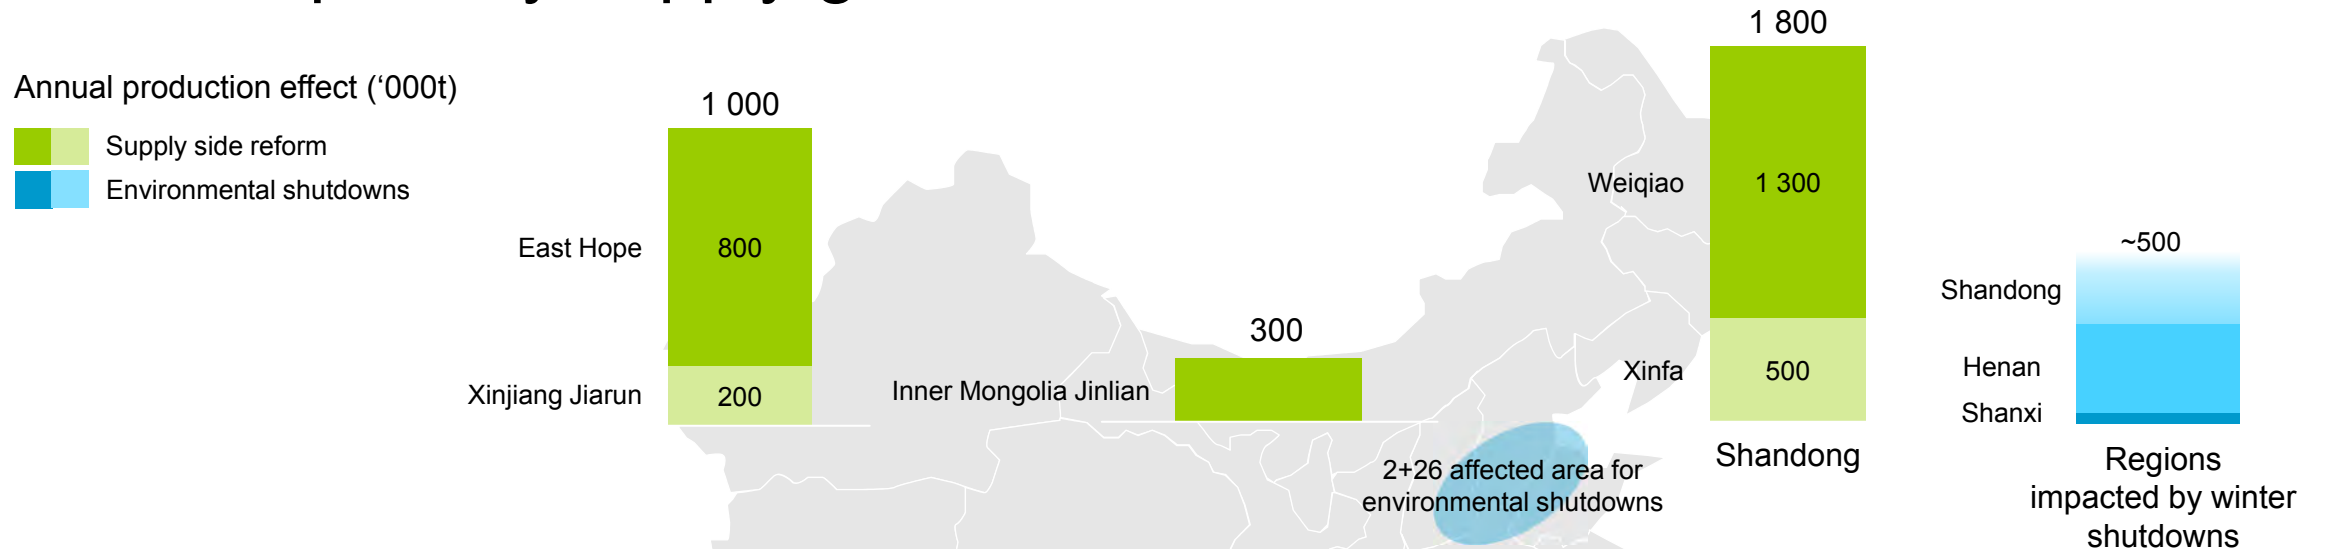 Annual production effect (‘000t)
Supply side reform
Environmental shutdowns
1 000
East Hope
800
Xinjiang Jiarun
200
300
Inner Mongolia Jinlian
1 800
Weiqiao
1 300
Xinfa
500
Shandong
2+26 affected area for
environmental shutdowns
~500
Shandong
Henan
Shanxi
Regions
impacted by winter
shutdowns